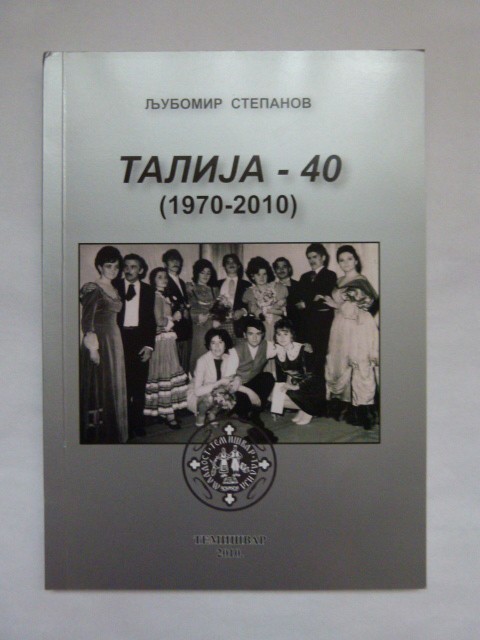 ЉУБОМИР СТЕПАНОВ
ТАЛИЈА - 40
(1970-2010)
ТЕМИШВАР
2010.